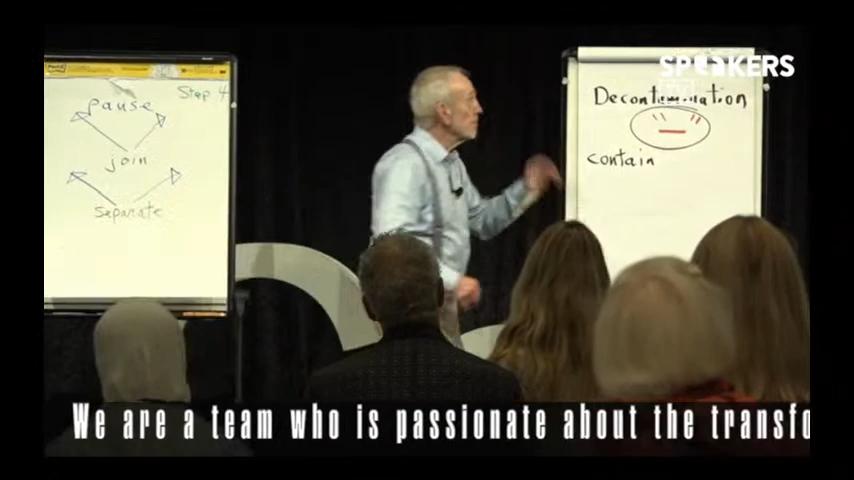 SPEAKERS
pause
Step 4
join
separate
Decontamination
contain
We are a team who is passionate about the transfo